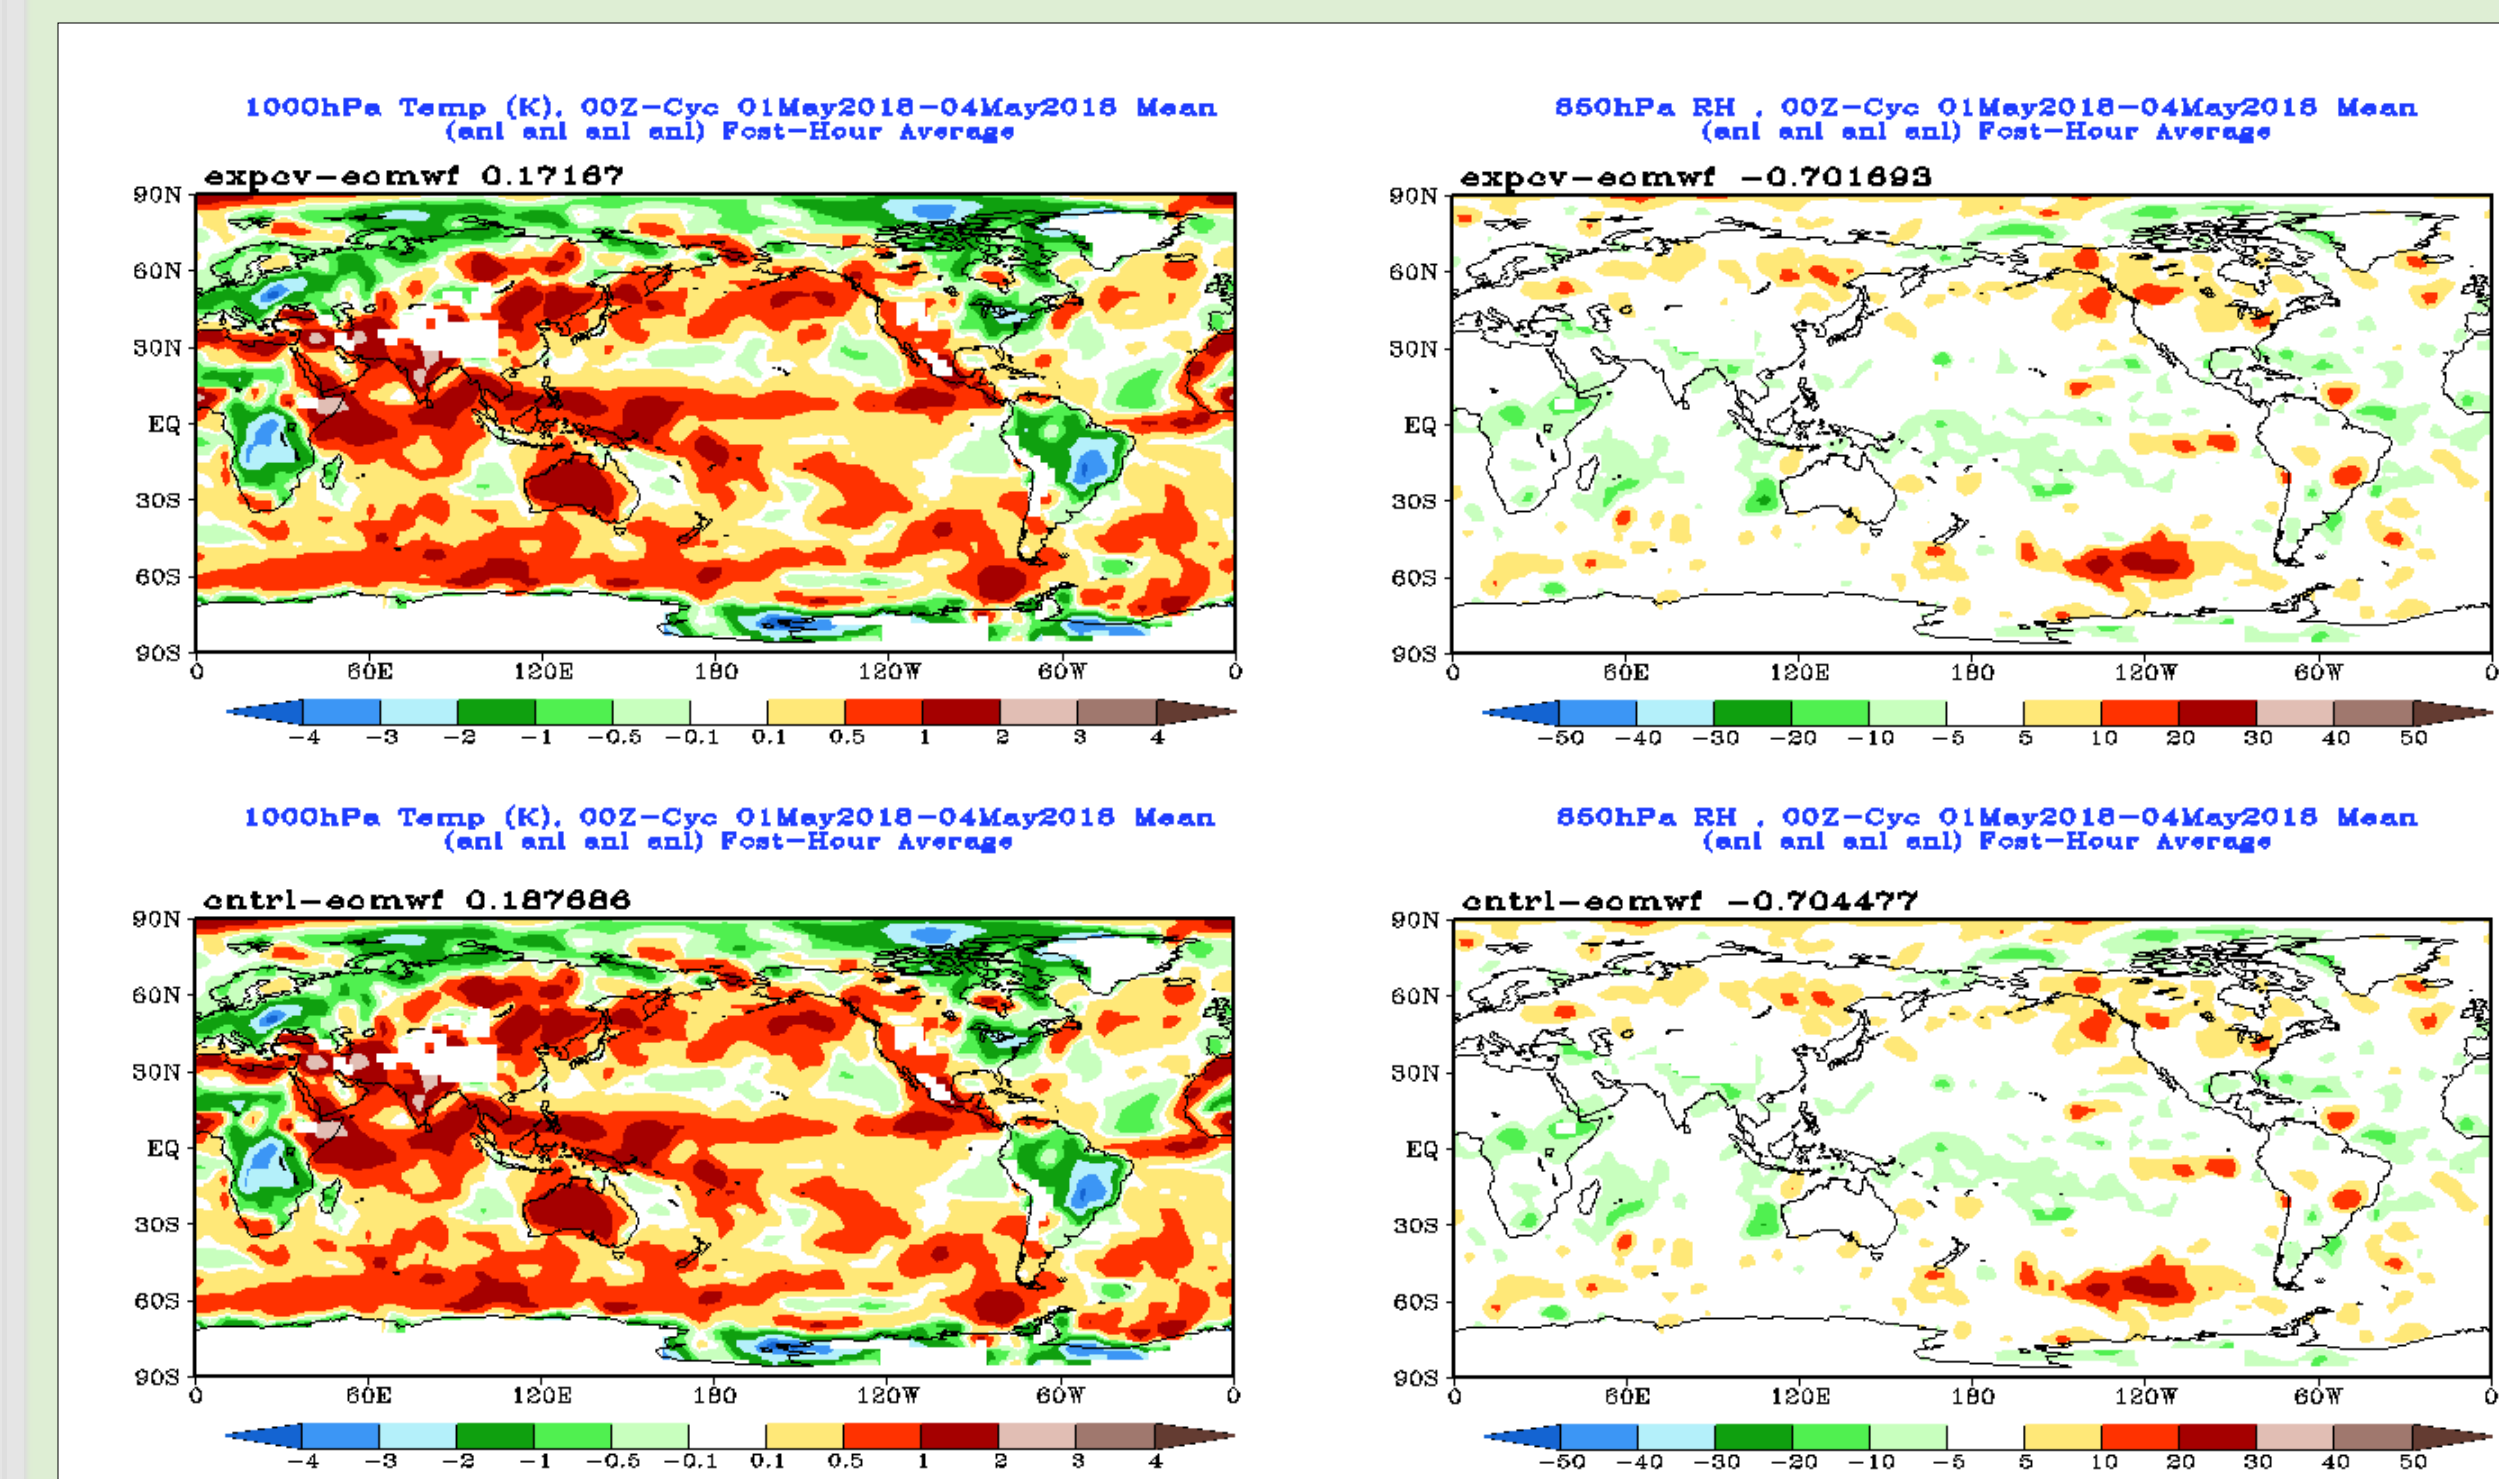 1000hPa Temp (K), 00Z-Cyc 01May2018-04May2018 Mean
(anl anl anl anl) Fcst-Hour Average
expcv-ecmwf 0.17167
90N
60N
30N
EQ
30S
60S
90S
0 60E 120E 180 120W 60W 0
-4 -3 -2 -1 -0.5 -0.1 0.1 0.5 1 2 3 4
850hPa RH , 00Z-Cyc 01May2018-04May2018 Mean
(anl anl anl anl) Fcst-Hour Average
expcv-ecmwf -0.701693
90N
60N
30N
EQ
30S
60S
90S
0 60E 120E 180 120W 60W 0
-50 -40 -30 -20 -10 -5 5 10 20 30 40 50
1000hPa Temp (K), 00Z-Cyc 01May2018-04May2018 Mean
(anl anl anl anl) Fcst-Hour Average
cntrl-ecmwf 0.187686
90N
60N
30N
EQ
30S
60S
90S
0 60E 120E 180 120W 60W 0
-4 -3 -2 -1 -0.5 -0.1 0.1 0.5 1 2 3 4
850hPa RH , 00Z-Cyc 01May2018-04May2018 Mean
(anl anl anl anl) Fcst-Hour Average
cntrl-ecmwf -0.704477
90N
60N
30N
EQ
30S
60S
90S
0 60E 120E 180 120W 60W 0
-50 -40 -30 -20 -10 -5 5 10 20 30 40 50